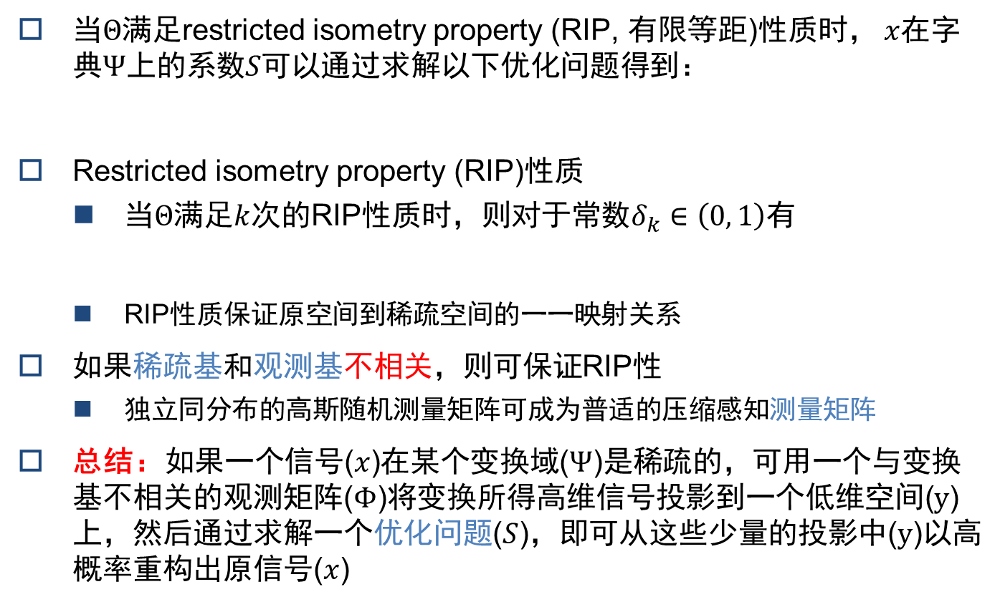 当Θ满足restricted isometry property (RIP, 有限等距)性质时， x在字
典Ψ上的系数S可以通过求解以下优化问题得到：
Restricted isometry property (RIP)性质
当Θ满足k次的RIP性质时，则对于常数δₖ ∈ (0, 1)有
RIP性质保证原空间到稀疏空间的一一映射关系
如果稀疏基和观测基不相关，则可保证RIP性
独立同分布的高斯随机测量矩阵可成为普适的压缩感知测量矩阵
总结：如果一个信号(x)在某个变换域(Ψ)是稀疏的，可用一个与变换
基不相关的观测矩阵(Φ)将变换所得高维信号投影到一个低维空间(y)
上，然后通过求解一个优化问题(S)，即可从这些少量的投影中(y)以高
概率重构出原信号(x)